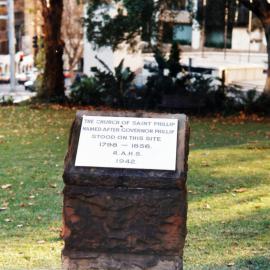 THE CHURCH OF SAINT PHILLIP
NAMED AFTER GOVERNOR PHILLIP
STOOD ON THIS SITE
1798 - 1856.
R.A.H.S.
1942.